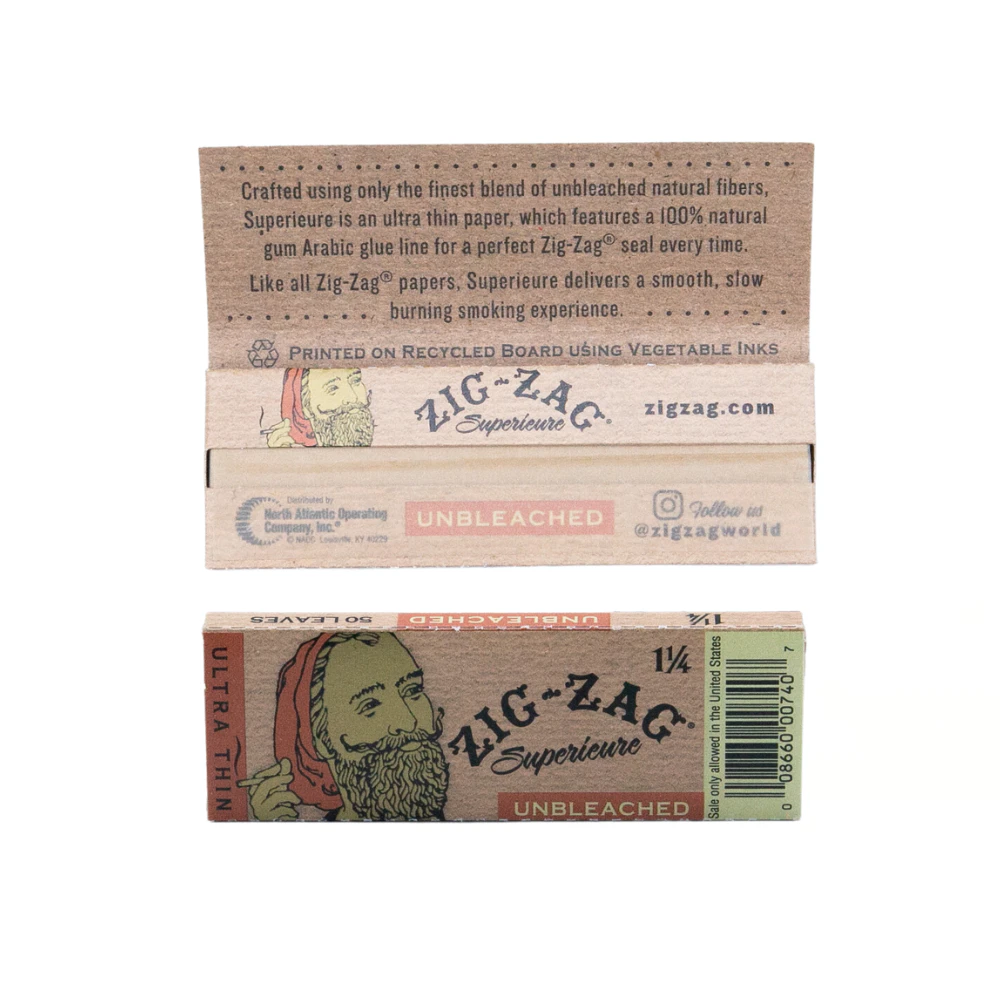 Crafted using only the finest blend of unbleached natural fibers,
Superieure is an ultra thin paper, which features a 100% natural
gum Arabic glue line for a perfect Zig-Zag® seal every time.
Like all Zig-Zag® papers, Superieure delivers a smooth, slow
burning smoking experience.
PRINTED ON RECYCLED BOARD USING VEGETABLE INKS
ZIG-ZAG®
Superieure
zigzag.com
Distributed by
North Atlantic Operating
Company, Inc.®
© NAOC Louisville, KY 40229
UNBLEACHED
Follow us
@zigzagworld
50 LEAVES
UNBLEACHED
1¼
ULTRA THIN
1¼
ZIG-ZAG®
Superieure
UNBLEACHED
Sale only allowed in the United States
0 08660 00740 7